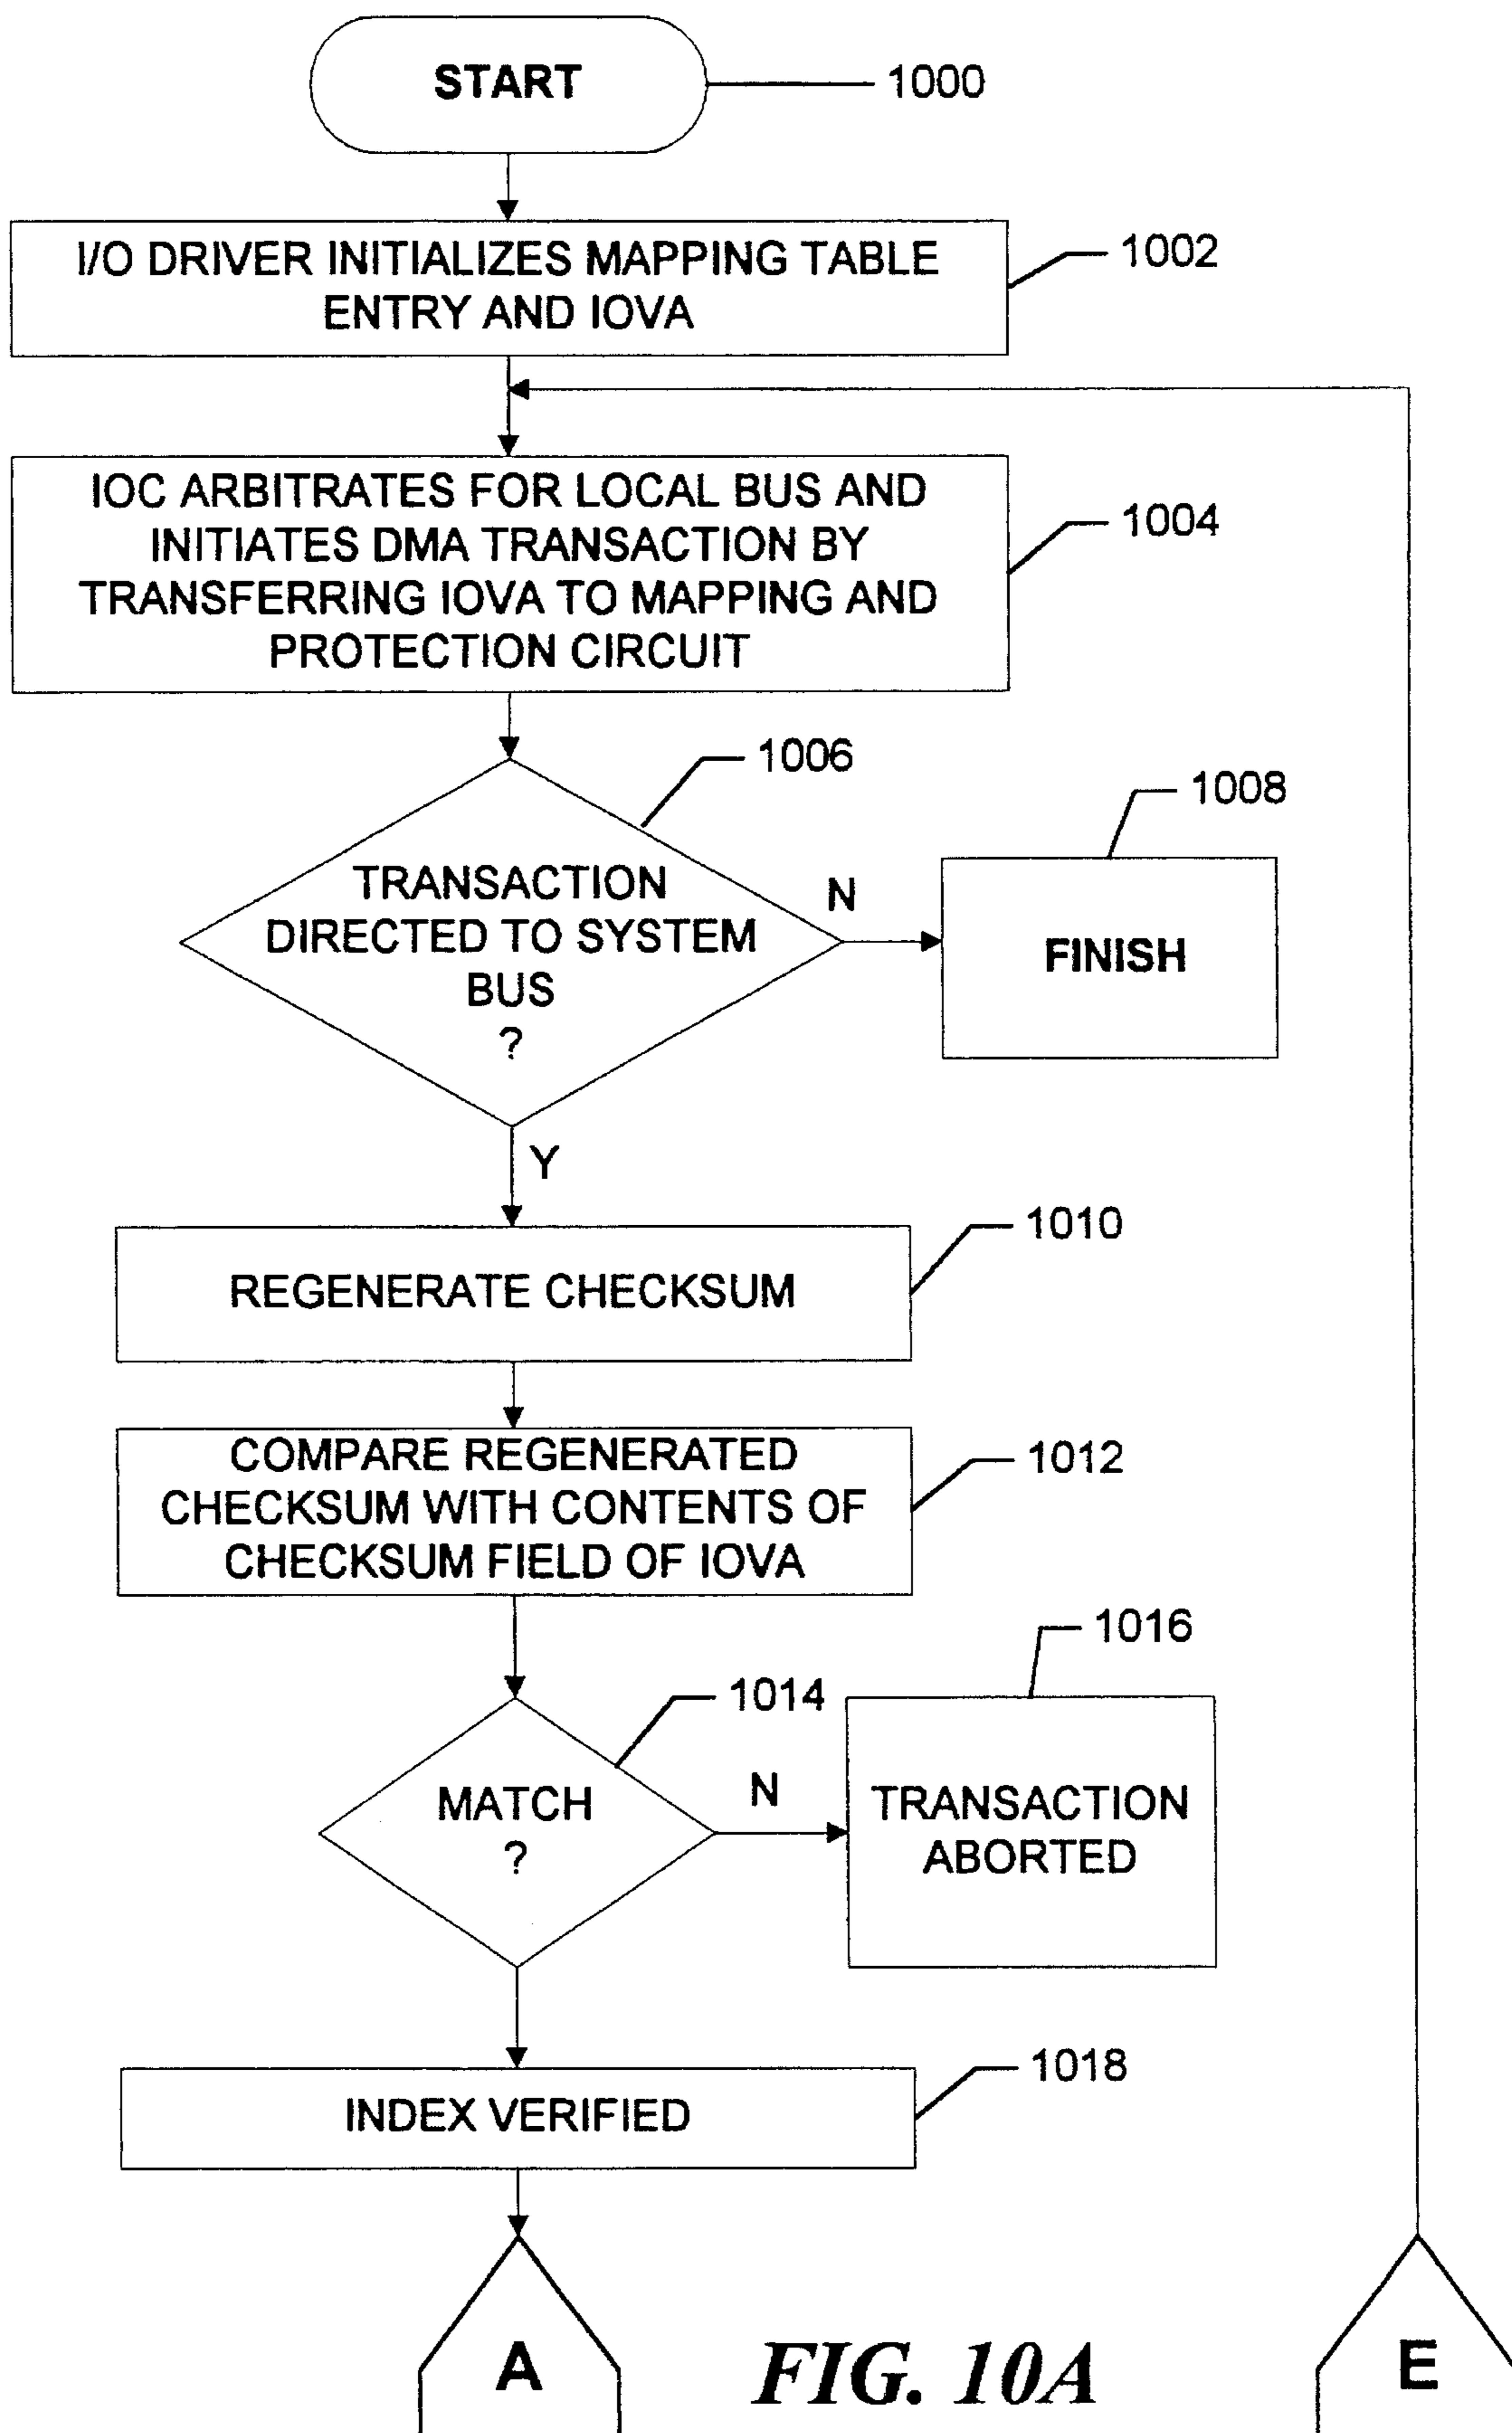 START
1000
I/O DRIVER INITIALIZES MAPPING TABLE
ENTRY AND IOVA
1002
IOC ARBITRATES FOR LOCAL BUS AND
INITIATES DMA TRANSACTION BY
TRANSFERRING IOVA TO MAPPING AND
PROTECTION CIRCUIT
1004
TRANSACTION
DIRECTED TO SYSTEM
BUS
?
1006
N
1008
FINISH
Y
REGENERATE CHECKSUM
1010
COMPARE REGENERATED
CHECKSUM WITH CONTENTS OF
CHECKSUM FIELD OF IOVA
1012
MATCH
?
1014
N
1016
TRANSACTION
ABORTED
INDEX VERIFIED
1018
A
FIG. 10A
E